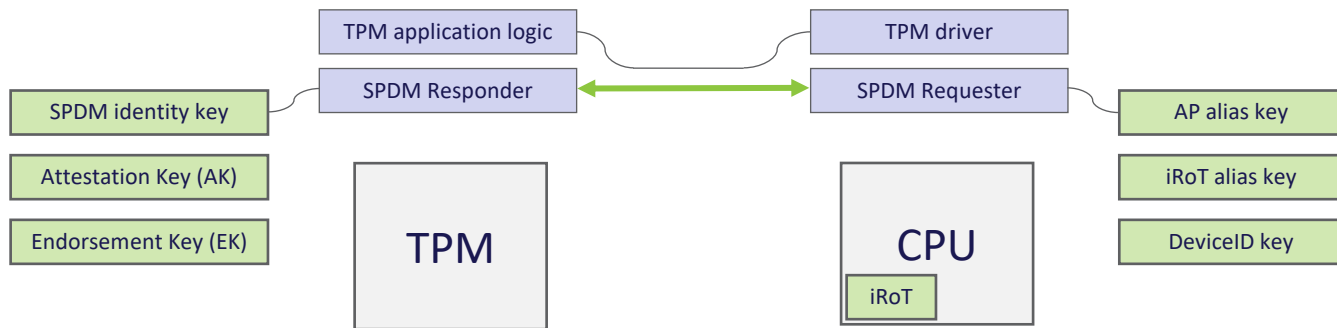 TPM application logic
TPM driver
SPDM Responder
SPDM Requester
SPDM identity key
AP alias key
Attestation Key (AK)
iRoT alias key
Endorsement Key (EK)
DeviceID key
TPM
CPU
iRoT